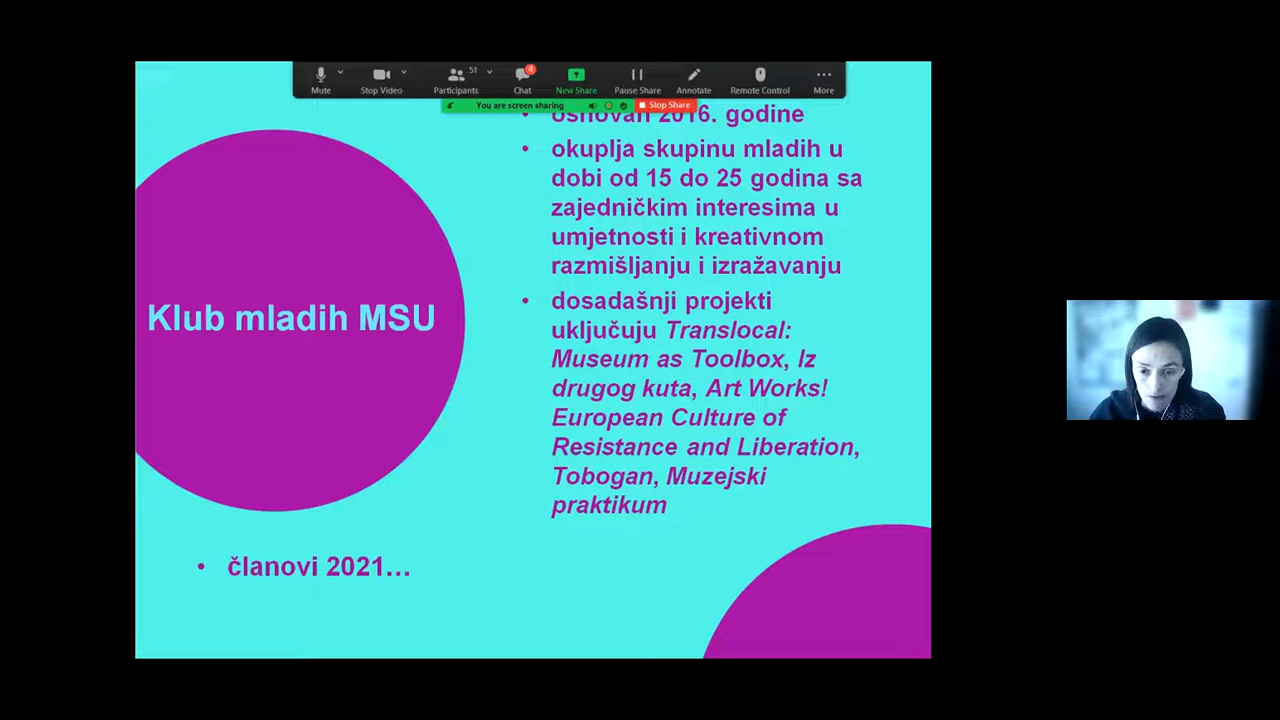 51
4
Mute
Stop Video
Participants
Chat
New Share
Pause Share
Annotate
Remote Control
More
You are screen sharing
Stop Share
• osnovan 2016. godine
• okuplja skupinu mladih u
dobi od 15 do 25 godina sa
zajedničkim interesima u
umjetnosti i kreativnom
razmišljanju i izražavanju
• dosadašnji projekti
uključuju Translocal:
Museum as Toolbox, Iz
drugog kuta, Art Works!
European Culture of
Resistance and Liberation,
Tobogan, Muzejski
praktikum
Klub mladih MSU
• članovi 2021...